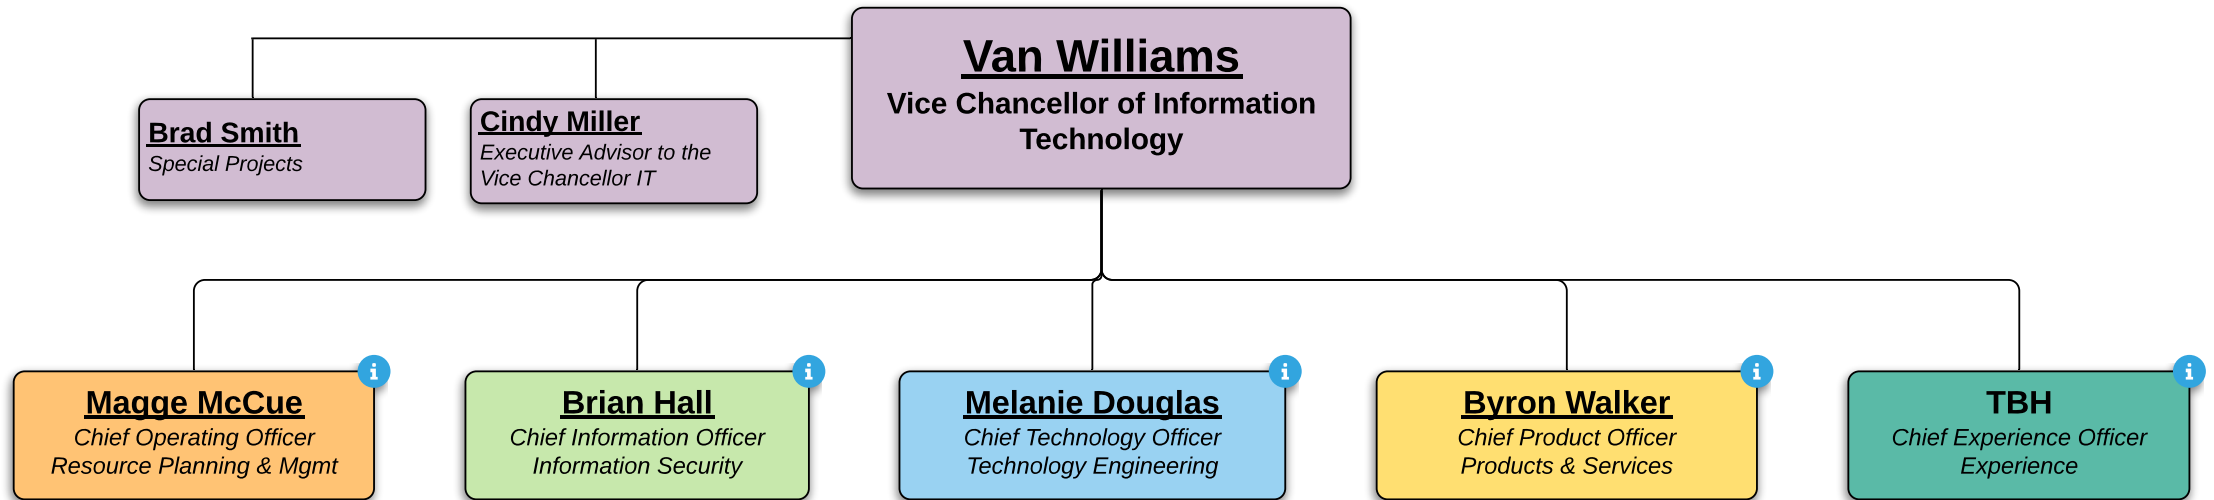 Van Williams
Vice Chancellor of Information
Technology
Brad Smith
Special Projects
Cindy Miller
Executive Advisor to the
Vice Chancellor IT
Magge McCue
Chief Operating Officer
Resource Planning & Mgmt
Brian Hall
Chief Information Officer
Information Security
Melanie Douglas
Chief Technology Officer
Technology Engineering
Byron Walker
Chief Product Officer
Products & Services
TBH
Chief Experience Officer
Experience